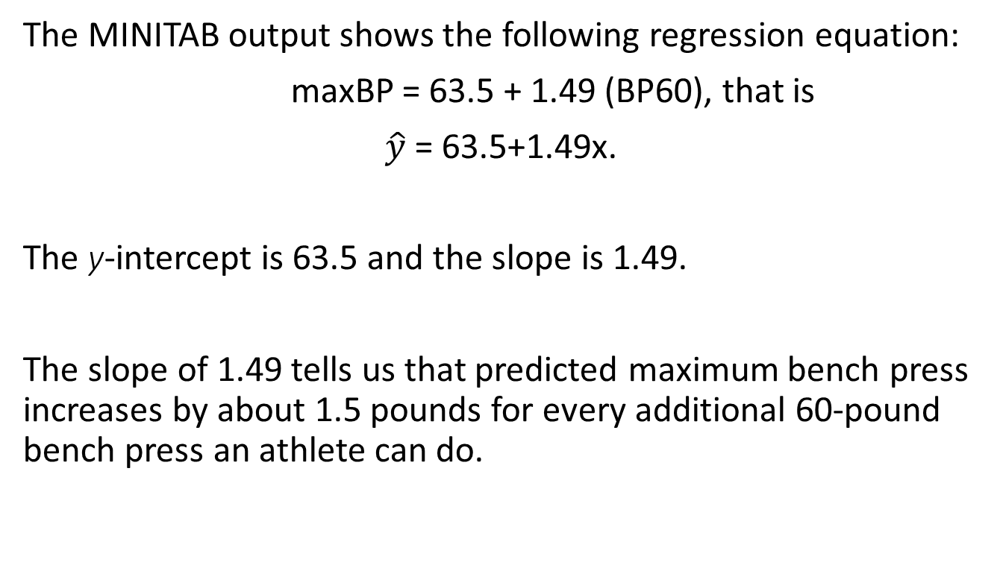 The MINITAB output shows the following regression equation:
maxBP = 63.5 + 1.49 (BP60), that is
ŷ = 63.5+1.49x.
The y-intercept is 63.5 and the slope is 1.49.
The slope of 1.49 tells us that predicted maximum bench press
increases by about 1.5 pounds for every additional 60-pound
bench press an athlete can do.